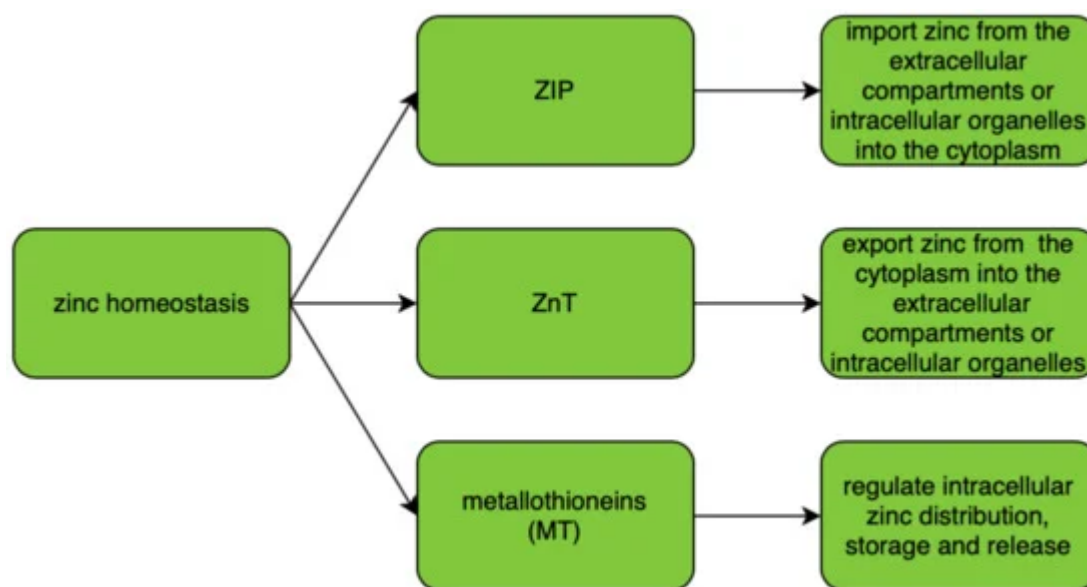 zinc homeostasis
ZIP
import zinc from the
extracellular
compartments or
intracellular organelles
into the cytoplasm
ZnT
export zinc from the
cytoplasm into the
extracellular
compartments or
intracellular organelles
metallothioneins
(MT)
regulate intracellular
zinc distribution,
storage and release